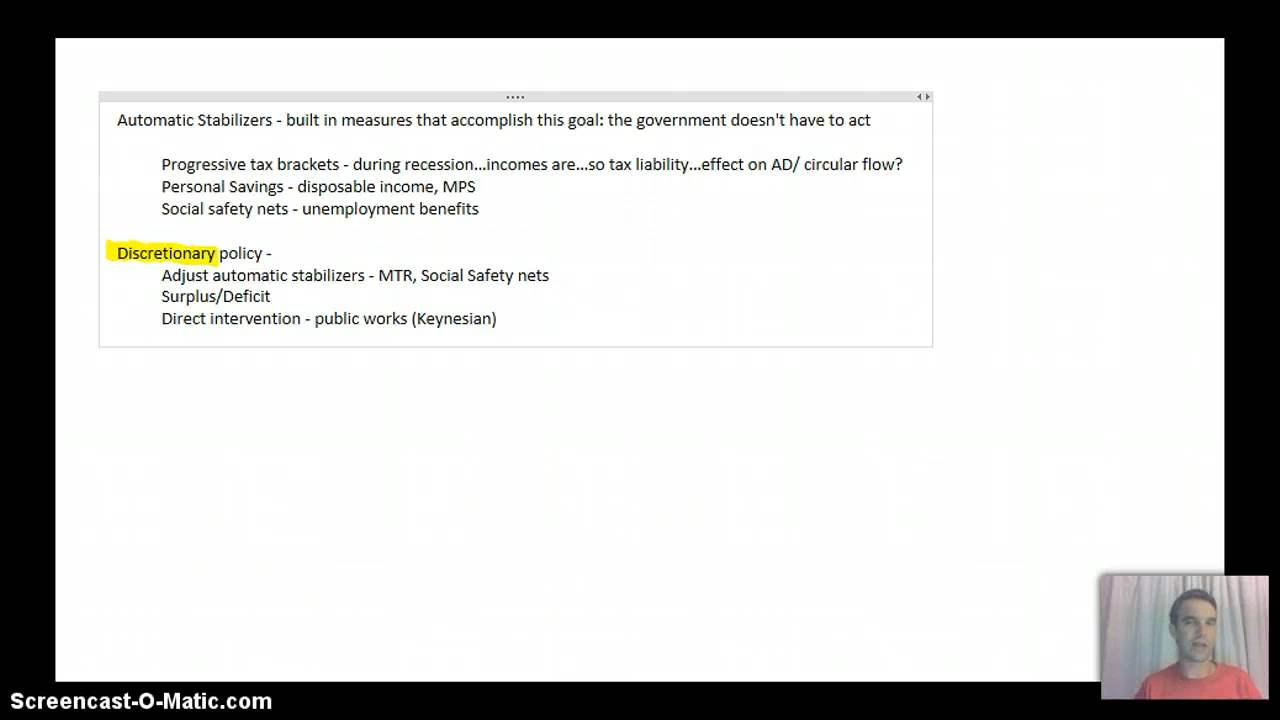 Automatic Stabilizers - built in measures that accomplish this goal: the government doesn't have to act
Progressive tax brackets - during recession...incomes are...so tax liability...effect on AD/ circular flow?
Personal Savings - disposable income, MPS
Social safety nets - unemployment benefits
Discretionary policy -
Adjust automatic stabilizers - MTR, Social Safety nets
Surplus/Deficit
Direct intervention - public works (Keynesian)
Screencast-O-Matic.com